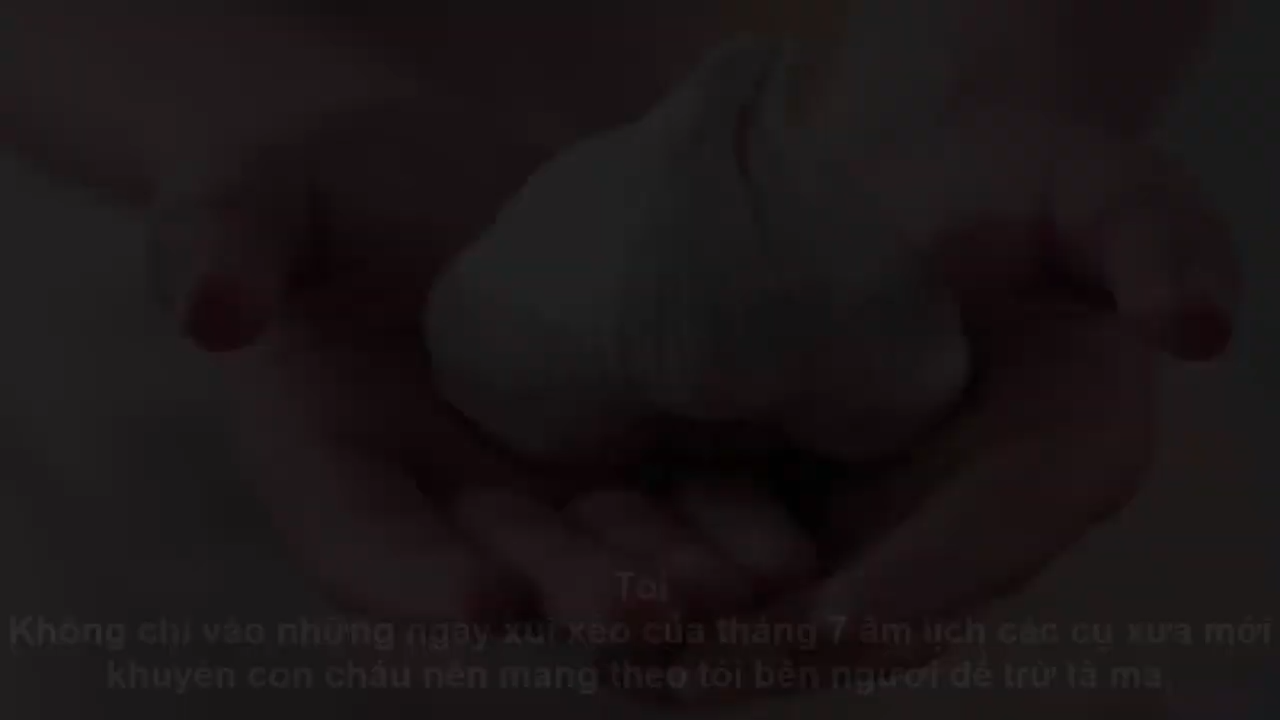 Tỏi
Không chỉ vào những ngày xui xẻo của tháng 7 âm lịch các cụ xưa mới
khuyên con cháu nên mang theo tỏi bên người để trừ tà ma